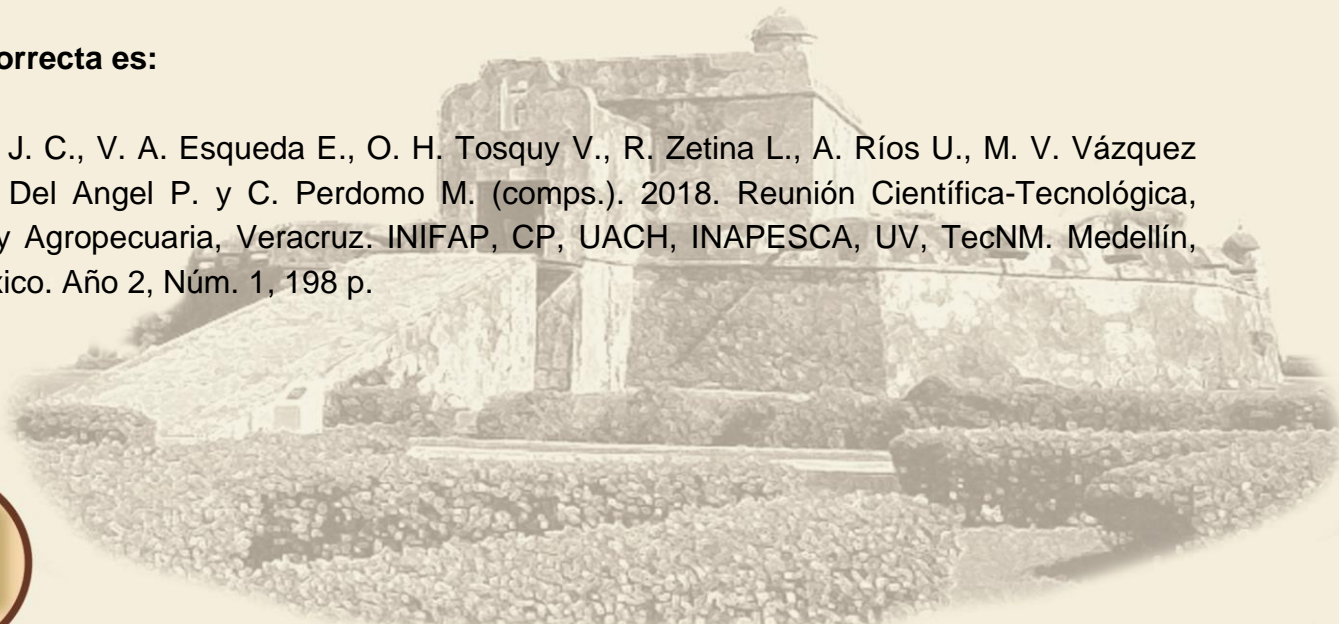 orrecta es:
J. C., V. A. Esqueda E., O. H. Tosquy V., R. Zetina L., A. Ríos U., M. V. Vázquez
Del Angel P. y C. Perdomo M. (comps.). 2018. Reunión Científica-Tecnológica,
y Agropecuaria, Veracruz. INIFAP, CP, UACH, INAPESCA, UV, TecNM. Medellín,
xico. Año 2, Núm. 1, 198 p.